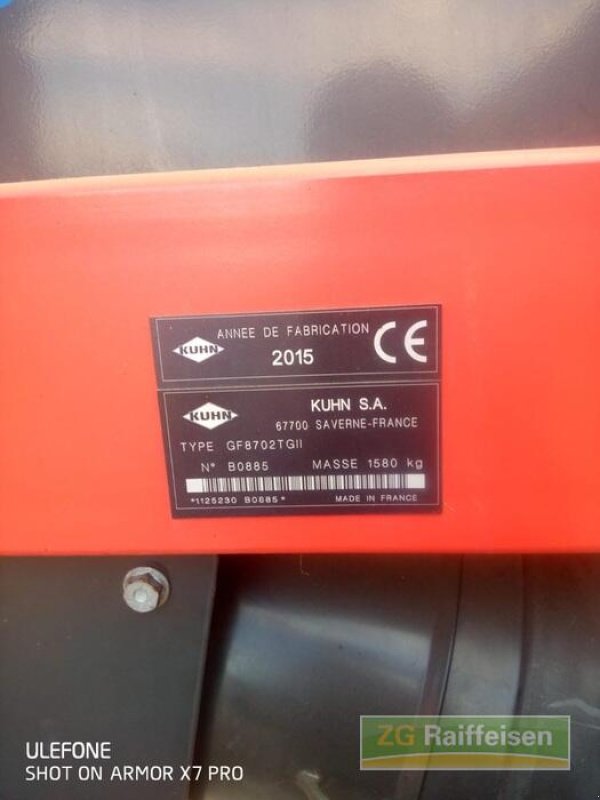 KUHN
ANNEE DE FABRICATION
2015
CE
KUHN
KUHN S.A.
67700 SAVERNE-FRANCE
TYPE GF8702TGII
N° B0885 MASSE 1580 kg
*1125230 B0885* MADE IN FRANCE
ZG Raiffeisen
ULEFONE
SHOT ON ARMOR X7 PRO